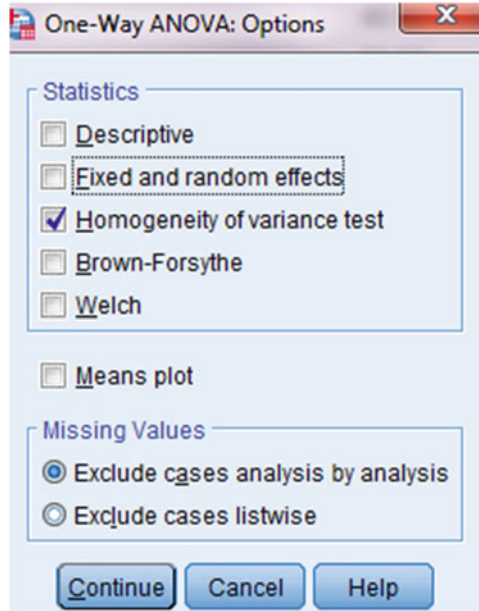 One-Way ANOVA: Options
Statistics
Descriptive
Fixed and random effects
Homogeneity of variance test
Brown-Forsythe
Welch
Means plot
Missing Values
Exclude cases analysis by analysis
Exclude cases listwise
Continue Cancel Help